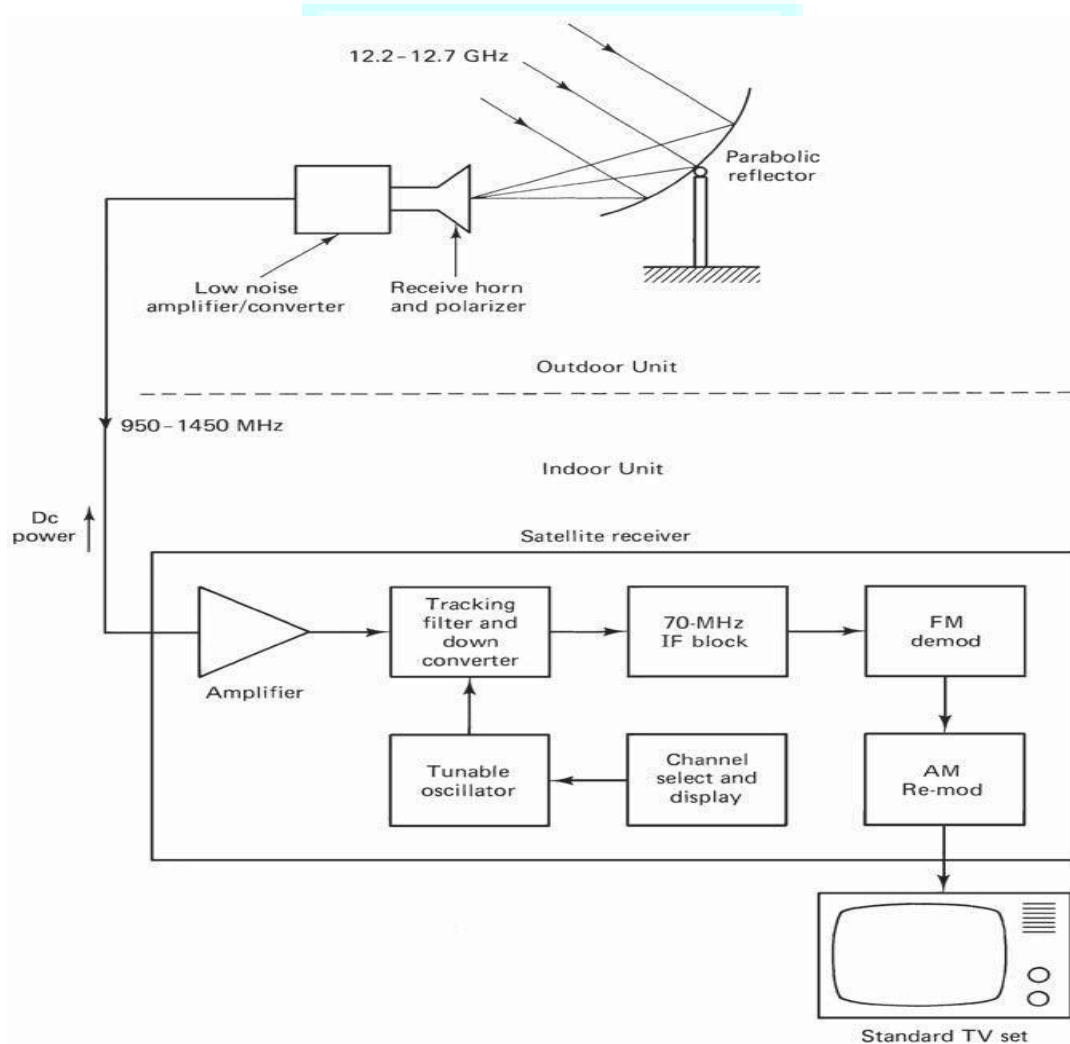 12.2-12.7 GHz
Parabolic
reflector
Low noise
amplifier/converter
Receive horn
and polarizer
Outdoor Unit
950-1450 MHz
Indoor Unit
Dc
power
Satellite receiver
Tracking
filter and
down
converter
70-MHz
IF block
FM
demod
Amplifier
Tunable
oscillator
Channel
select and
display
AM
Re-mod
Standard TV set